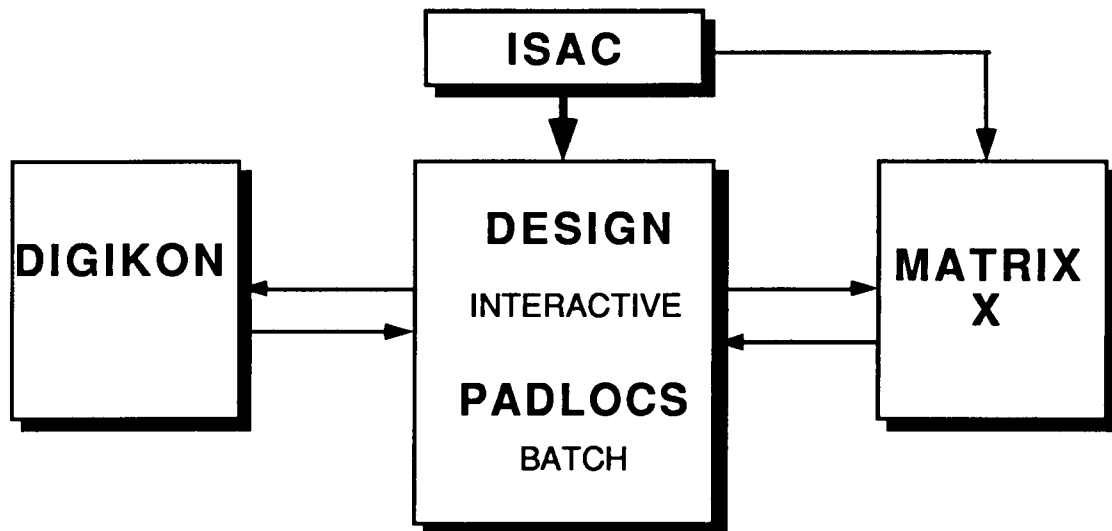 ISAC
DIGIKON
DESIGN
INTERACTIVE
PADLOCS
BATCH
MATRIX
X